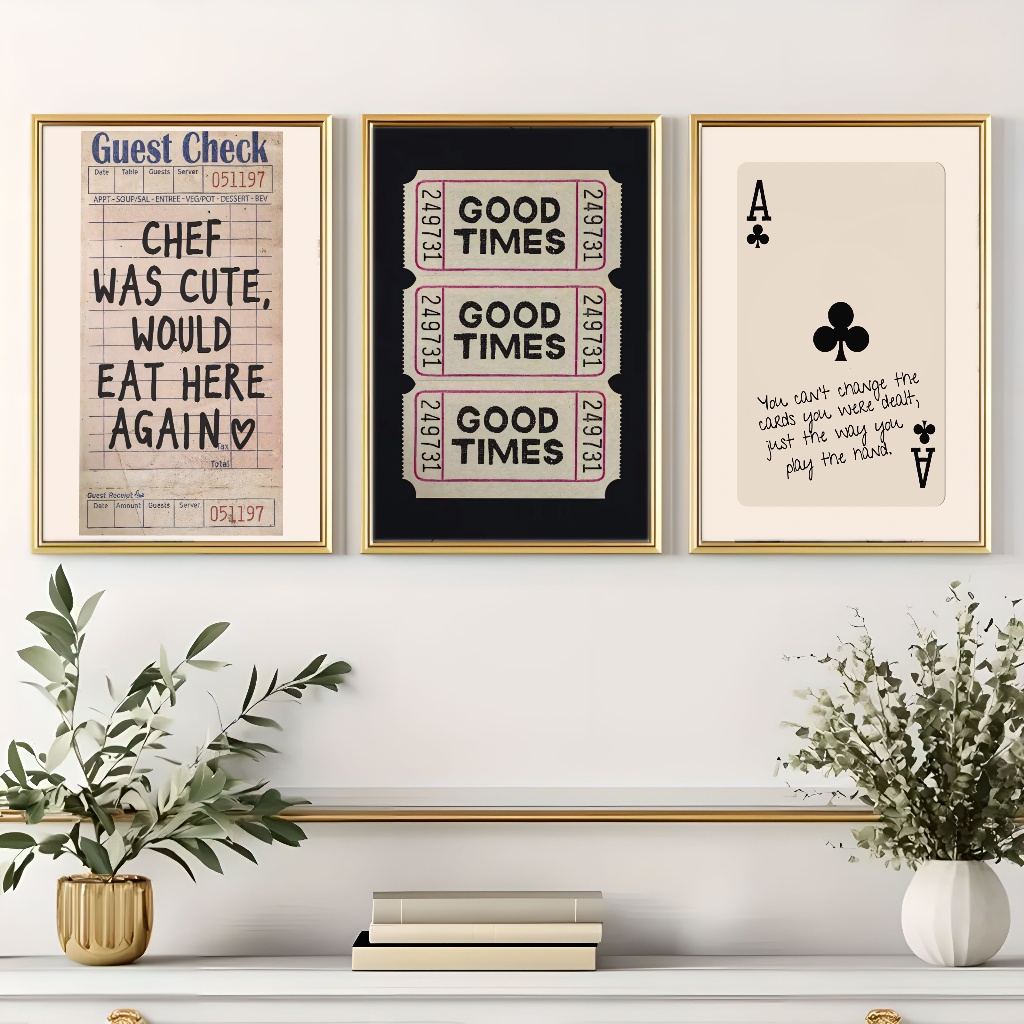 Guest Check
Date Table Guests Server 051197
APPT - SOUP/SAL - ENTREE - VEG/POT - DESSERT - BEV
CHEF
WAS CUTE,
WOULD
EAT HERE
AGAIN♡
Tax
Total
Guest Receipt
Date Amount Guests Server 051197
249731 GOOD TIMES 249731
249731 GOOD TIMES 249731
249731 GOOD TIMES 249731
A
You can't change the
cards you were dealt,
just the way you
play the hand.
A